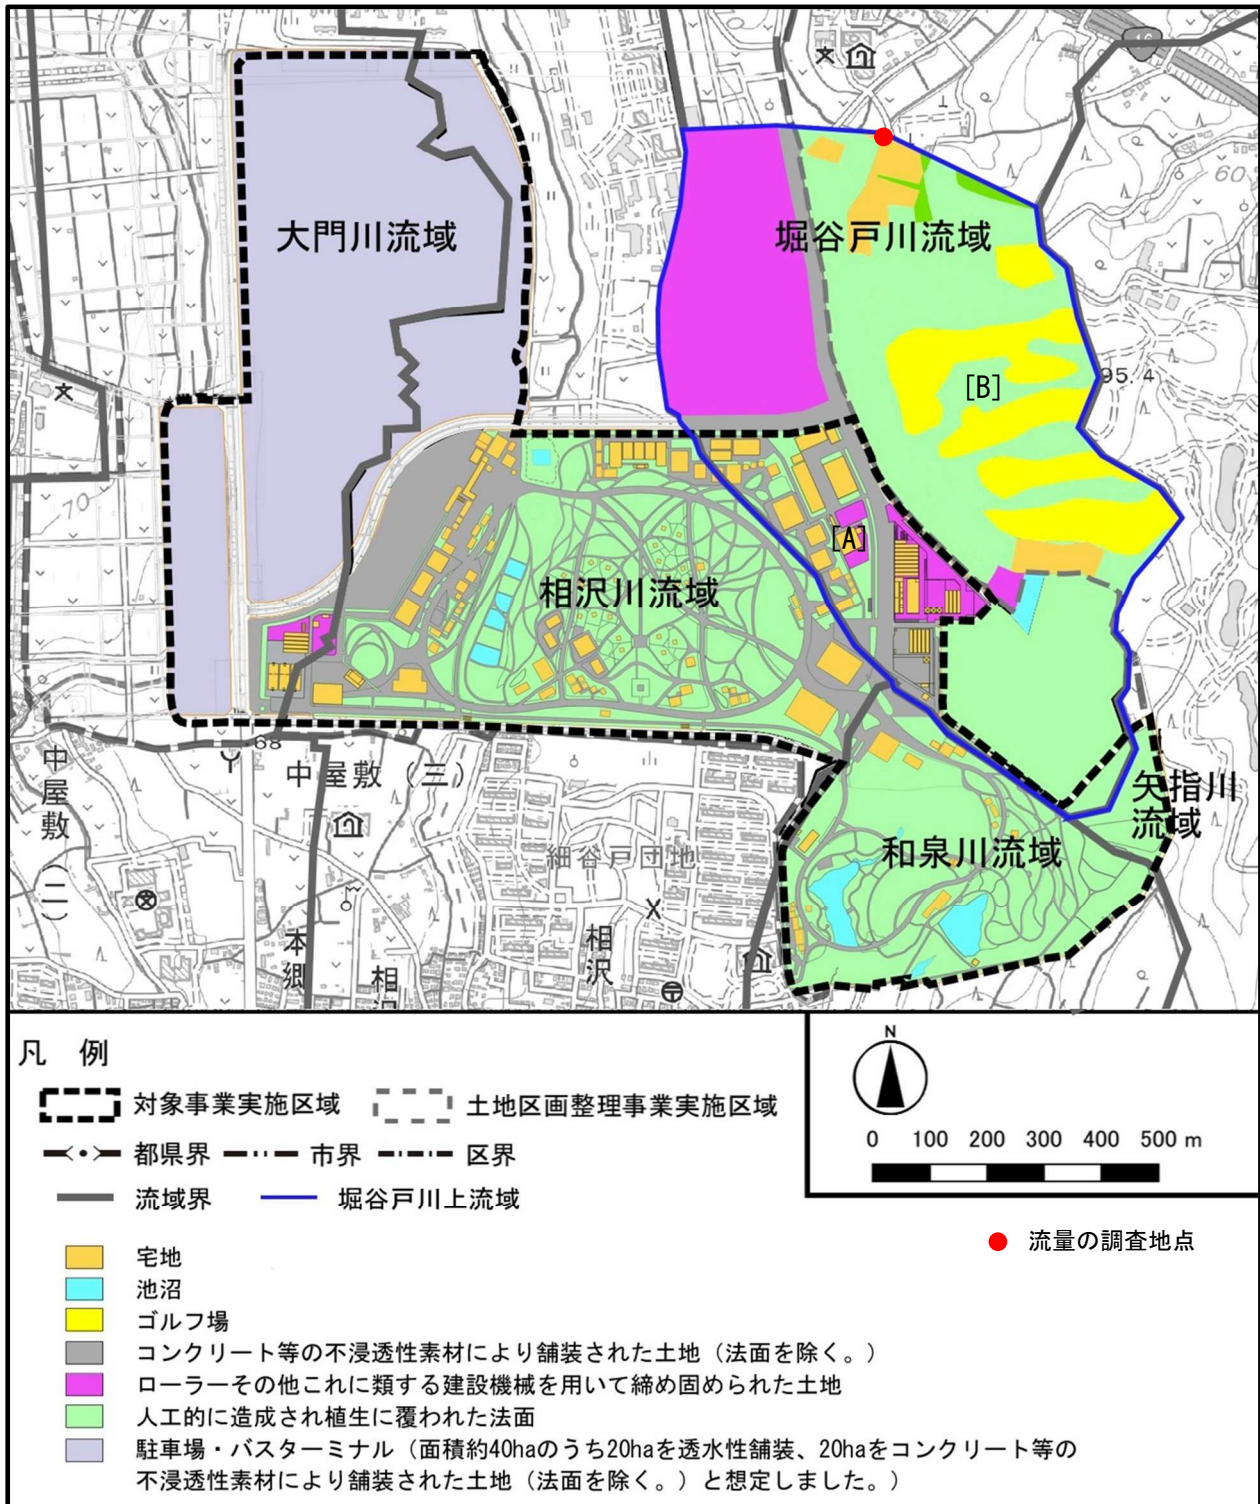 大門川流域
堀谷戸川流域
60
95.4
[B]
70
[A]
相沢川流域
68
中屋敷(二)
中屋敷(三)
矢指川
流域
細谷戸団地
和泉川流域
本郷
相沢
凡 例
対象事業実施区域
土地区画整理事業実施区域
都県界
市界
区界
流域界
堀谷戸川上流域
N
0 100 200 300 400 500 m
流量の調査地点
宅地
池沼
ゴルフ場
コンクリート等の不浸透性素材により舗装された土地（法面を除く。）
ローラーその他これに類する建設機械を用いて締め固められた土地
人工的に造成され植生に覆われた法面
駐車場・バスターミナル（面積約40haのうち20haを透水性舗装、20haをコンクリート等の
不浸透性素材により舗装された土地（法面を除く。）と想定しました。）